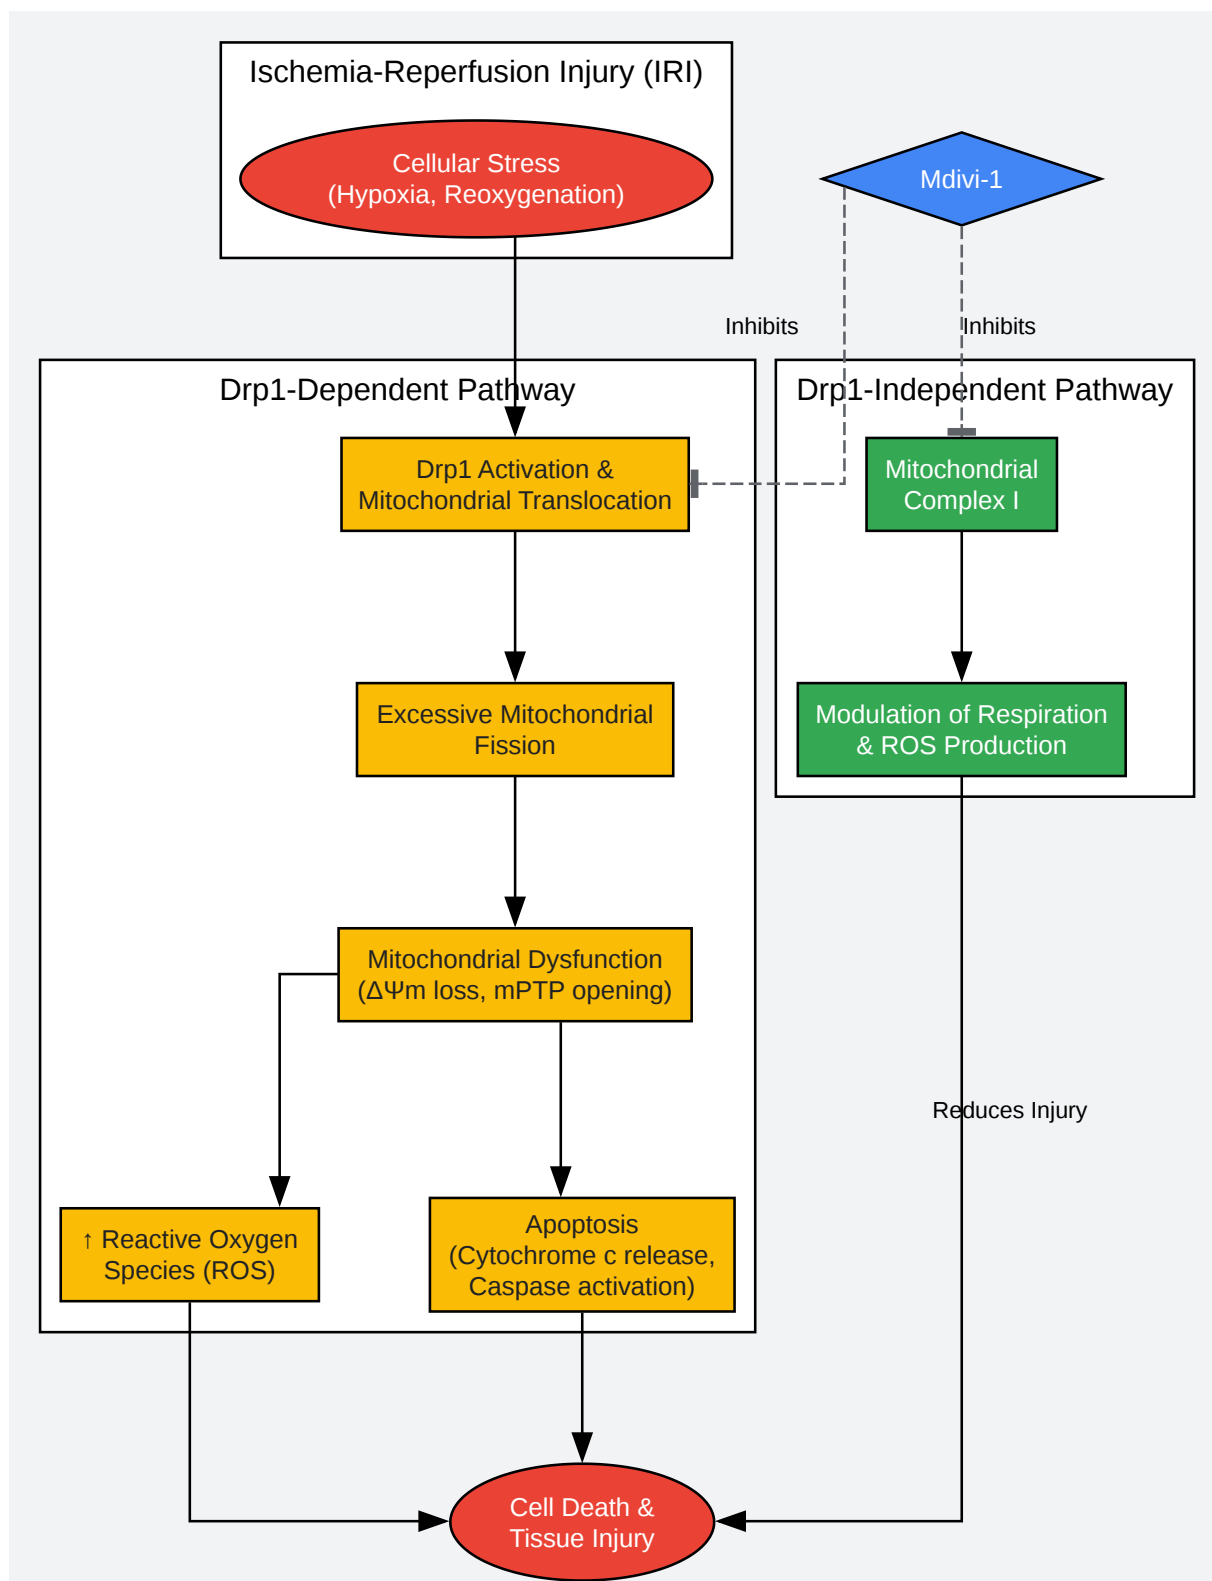 Ischemia-Reperfusion Injury (IRI)
Cellular Stress
(Hypoxia, Reoxygenation)
Mdivi-1
Inhibits
Inhibits
Drp1-Dependent Pathway
Drp1-Independent Pathway
Drp1 Activation &
Mitochondrial Translocation
Mitochondrial
Complex I
Excessive Mitochondrial
Fission
Modulation of Respiration
& ROS Production
Mitochondrial Dysfunction
(ΔΨm loss, mPTP opening)
Reduces Injury
↑ Reactive Oxygen
Species (ROS)
Apoptosis
(Cytochrome c release,
Caspase activation)
Cell Death &
Tissue Injury